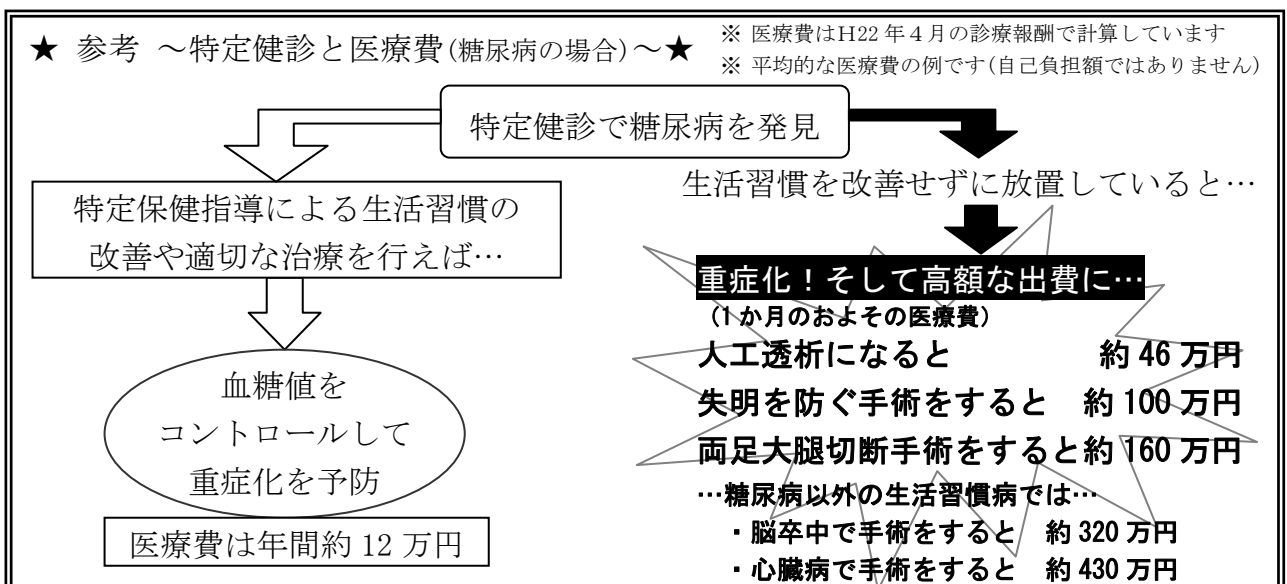 ★ 参考 ～特定健診と医療費(糖尿病の場合)～★
※ 医療費はH22年4月の診療報酬で計算しています
※ 平均的な医療費の例です(自己負担額ではありません)
特定健診で糖尿病を発見
特定保健指導による生活習慣の
改善や適切な治療を行えば…
血糖値を
コントロールして
重症化を予防
医療費は年間約12万円
生活習慣を改善せずに放置していると…
重症化！そして高額な出費に…
（1か月のおよその医療費）
人工透析になると 約46万円
失明を防ぐ手術をすると 約100万円
両足大腿切断手術をすると約160万円
…糖尿病以外の生活習慣病では…
・脳卒中で手術をすると 約320万円
・心臓病で手術をすると 約430万円